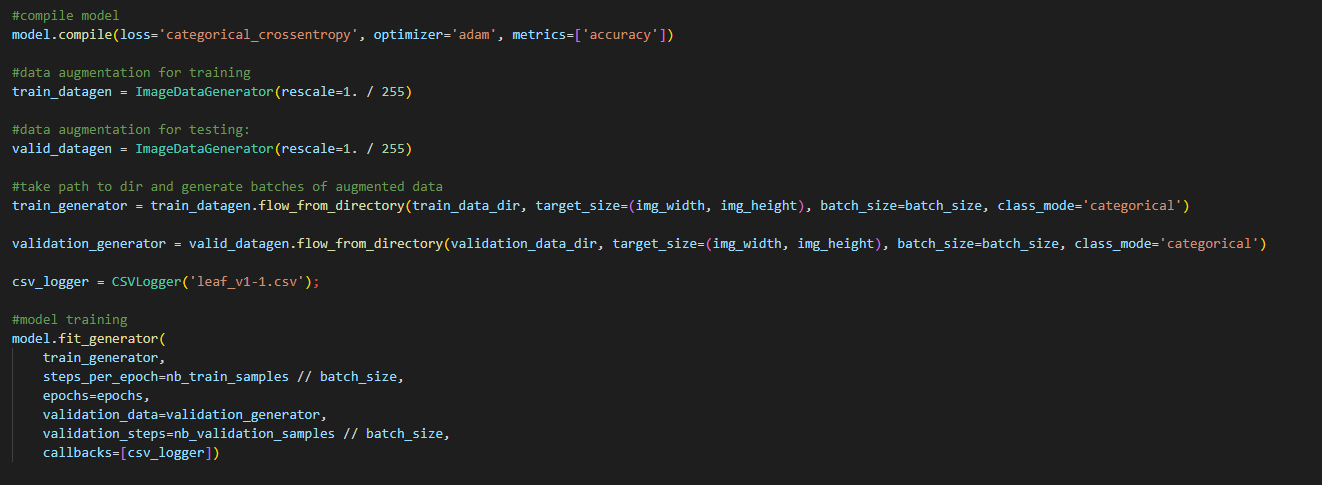 #compile model
model.compile(loss='categorical_crossentropy', optimizer='adam', metrics=['accuracy'])
#data augmentation for training
train_datagen = ImageDataGenerator(rescale=1. / 255)
#data augmentation for testing:
valid_datagen = ImageDataGenerator(rescale=1. / 255)
#take path to dir and generate batches of augmented data
train_generator = train_datagen.flow_from_directory(train_data_dir, target_size=(img_width, img_height), batch_size=batch_size, class_mode='categorical')
validation_generator = valid_datagen.flow_from_directory(validation_data_dir, target_size=(img_width, img_height), batch_size=batch_size, class_mode='categorical')
csv_logger = CSVLogger('leaf_v1-1.csv');
#model training
model.fit_generator(
    train_generator,
    steps_per_epoch=nb_train_samples // batch_size,
    epochs=epochs,
    validation_data=validation_generator,
    validation_steps=nb_validation_samples // batch_size,
    callbacks=[csv_logger])